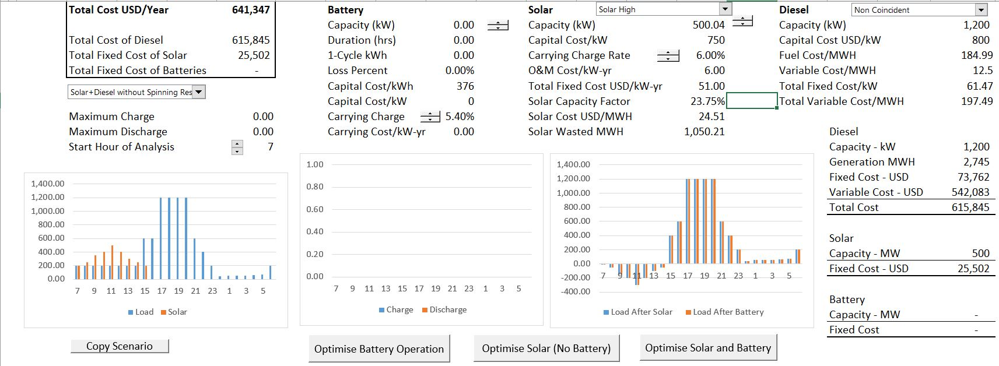 Total Cost USD/Year 641,347
Total Cost of Diesel 615,845
Total Fixed Cost of Solar 25,502
Total Fixed Cost of Batteries -
Solar+Diesel without Spinning Res
Maximum Charge 0.00
Maximum Discharge 0.00
Start Hour of Analysis 7
Battery
Capacity (kW) 0.00
Duration (hrs) 0.00
1-Cycle kWh 0.00
Loss Percent 0.00%
Capital Cost/kWh 376
Capital Cost/kW 0
Carrying Charge 5.40%
Carrying Cost/kW-yr 0.00
Solar Solar High
Capacity (kW) 500.04
Capital Cost/kW 750
Carrying Charge Rate 6.00%
O&M Cost/kW-yr 6.00
Total Fixed Cost USD/kW-yr 51.00
Solar Capacity Factor 23.75%
Solar Cost USD/MWH 24.51
Solar Wasted MWH 1,050.21
Diesel Non Coincident
Capacity (kW) 1,200
Capital Cost USD/kW 800
Fuel Cost/MWH 184.99
Variable Cost/MWH 12.5
Total Fixed Cost/kW 61.47
Total Variable Cost/MWH 197.49
Diesel
Capacity - kW 1,200
Generation MWH 2,745
Fixed Cost - USD 73,762
Variable Cost - USD 542,083
Total Cost 615,845
Solar
Capacity - MW 500
Fixed Cost - USD 25,502
Battery
Capacity - MW -
Fixed Cost -
1,400.00
1,200.00
1,000.00
800.00
600.00
400.00
200.00
0.00
7 9 11 13 15 17 19 21 23 1 3 5
Load Solar
1.00
0.80
0.60
0.40
0.20
0.00
7 9 11 13 15 17 19 21 23 1 3 5
Charge Discharge
1,400.00
1,200.00
1,000.00
800.00
600.00
400.00
200.00
0.00
-200.00
-400.00
7 9 11 13 15 17 19 21 23 1 3 5
Load After Solar Load After Battery
Copy Scenario
Optimise Battery Operation
Optimise Solar (No Battery)
Optimise Solar and Battery